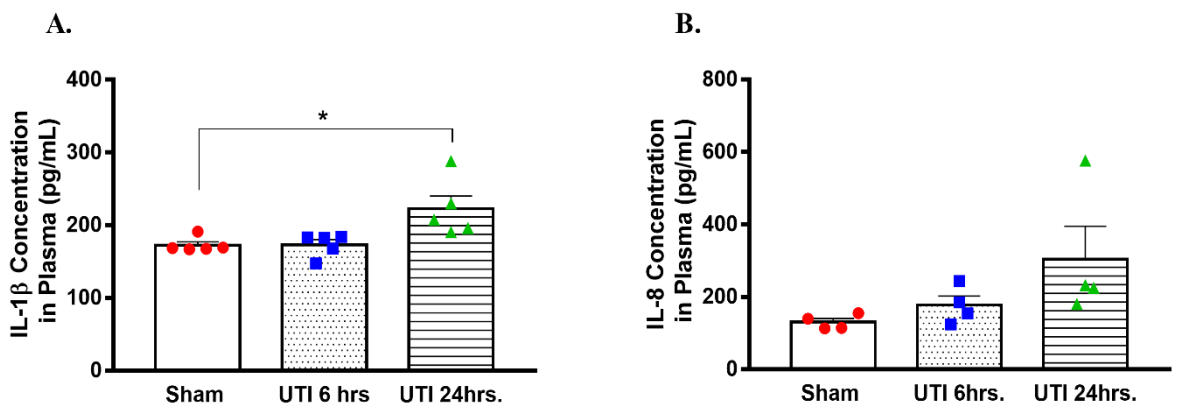 A.
IL-1β Concentration
in Plasma (pg/mL)
400
300
200
100
0
*
Sham
UTI 6 hrs
UTI 24hrs.
B.
IL-8 Concentration
in Plasma (pg/mL)
800
600
400
200
0
Sham
UTI 6hrs.
UTI 24hrs.